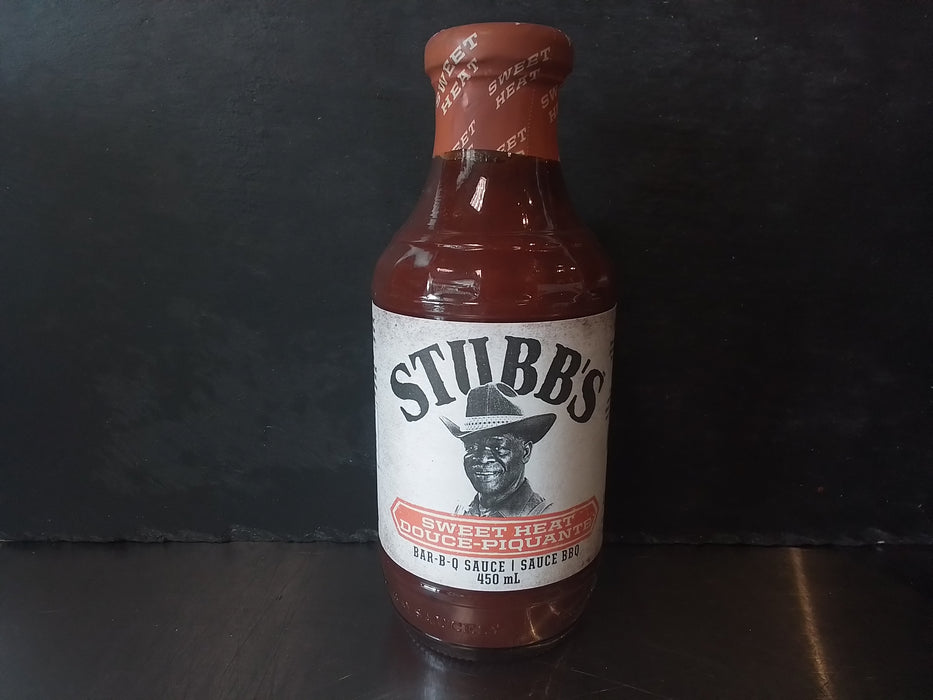 SWEET
HEAT
SWEET
HEAT
STUBB'S
SWEET HEAT
DOUCE-PIQUANTE
BAR-B-Q SAUCE | SAUCE BBQ
450 mL